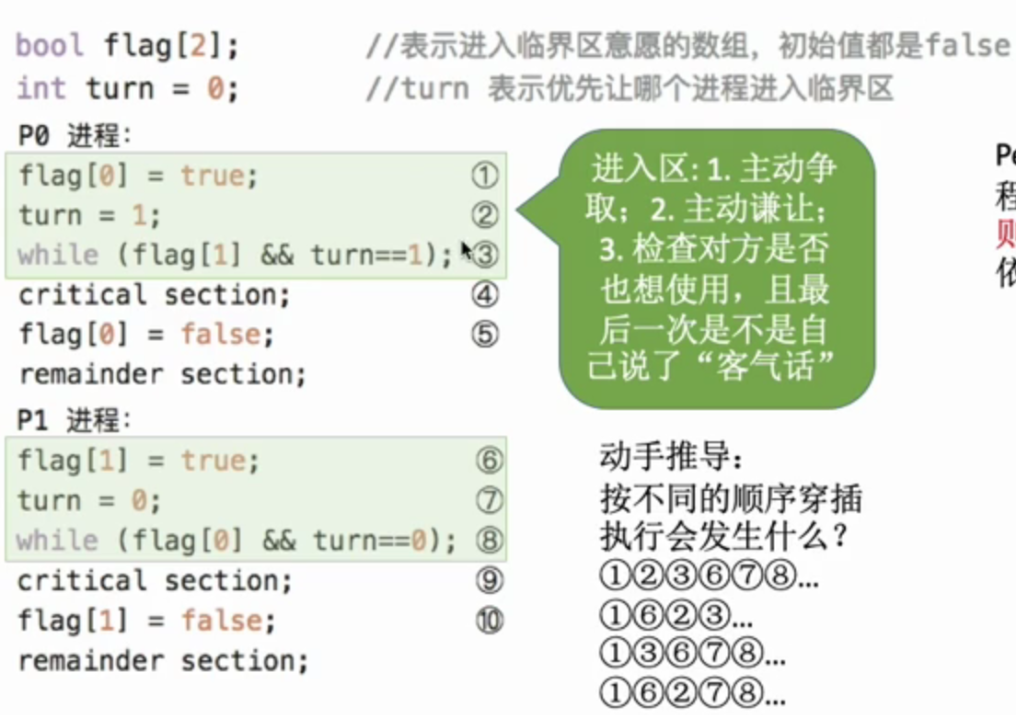 bool flag[2]; //表示进入临界区意愿的数组，初始值都是false
int turn = 0; //turn 表示优先让哪个进程进入临界区
P0 进程：
flag[0] = true; ①
turn = 1; ②
while (flag[1] && turn==1); ③
critical section; ④
flag[0] = false; ⑤
remainder section;
P1 进程：
flag[1] = true; ⑥
turn = 0; ⑦
while (flag[0] && turn==0); ⑧
critical section; ⑨
flag[1] = false; ⑩
remainder section;
进入区: 1. 主动争
取；2. 主动谦让；
3. 检查对方是否
也想使用，且最
后一次是不是自
己说了“客气话”
动手推导：
按不同的顺序穿插
执行会发生什么？
①②③⑥⑦⑧...
①⑥②③...
①③⑥⑦⑧...
①⑥②⑦⑧...
程
则
依